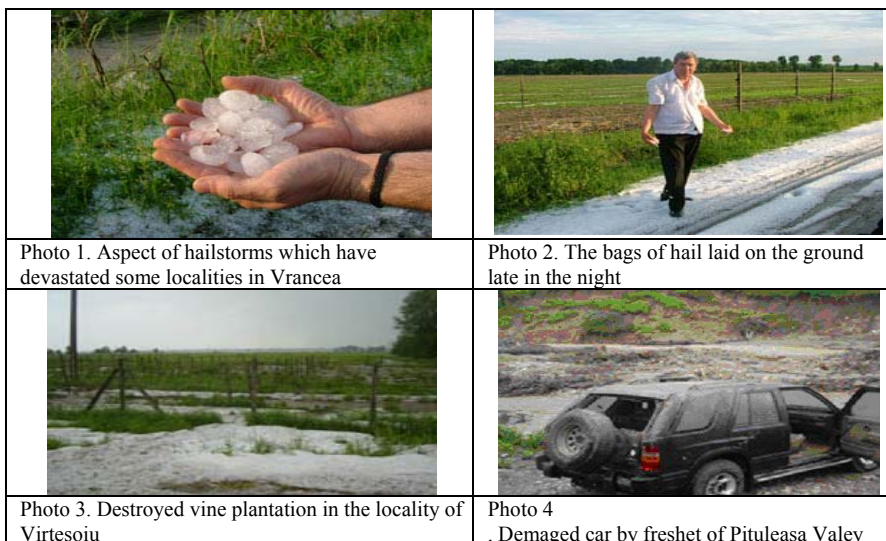 Photo 1. Aspect of hailstorms which have
devastated some localities in Vrancea
Photo 2. The bags of hail laid on the ground
late in the night
Photo 3. Destroyed vine plantation in the locality of
Virtesoiu
Photo 4
. Demaged car by freshet of Pituleasa Valey